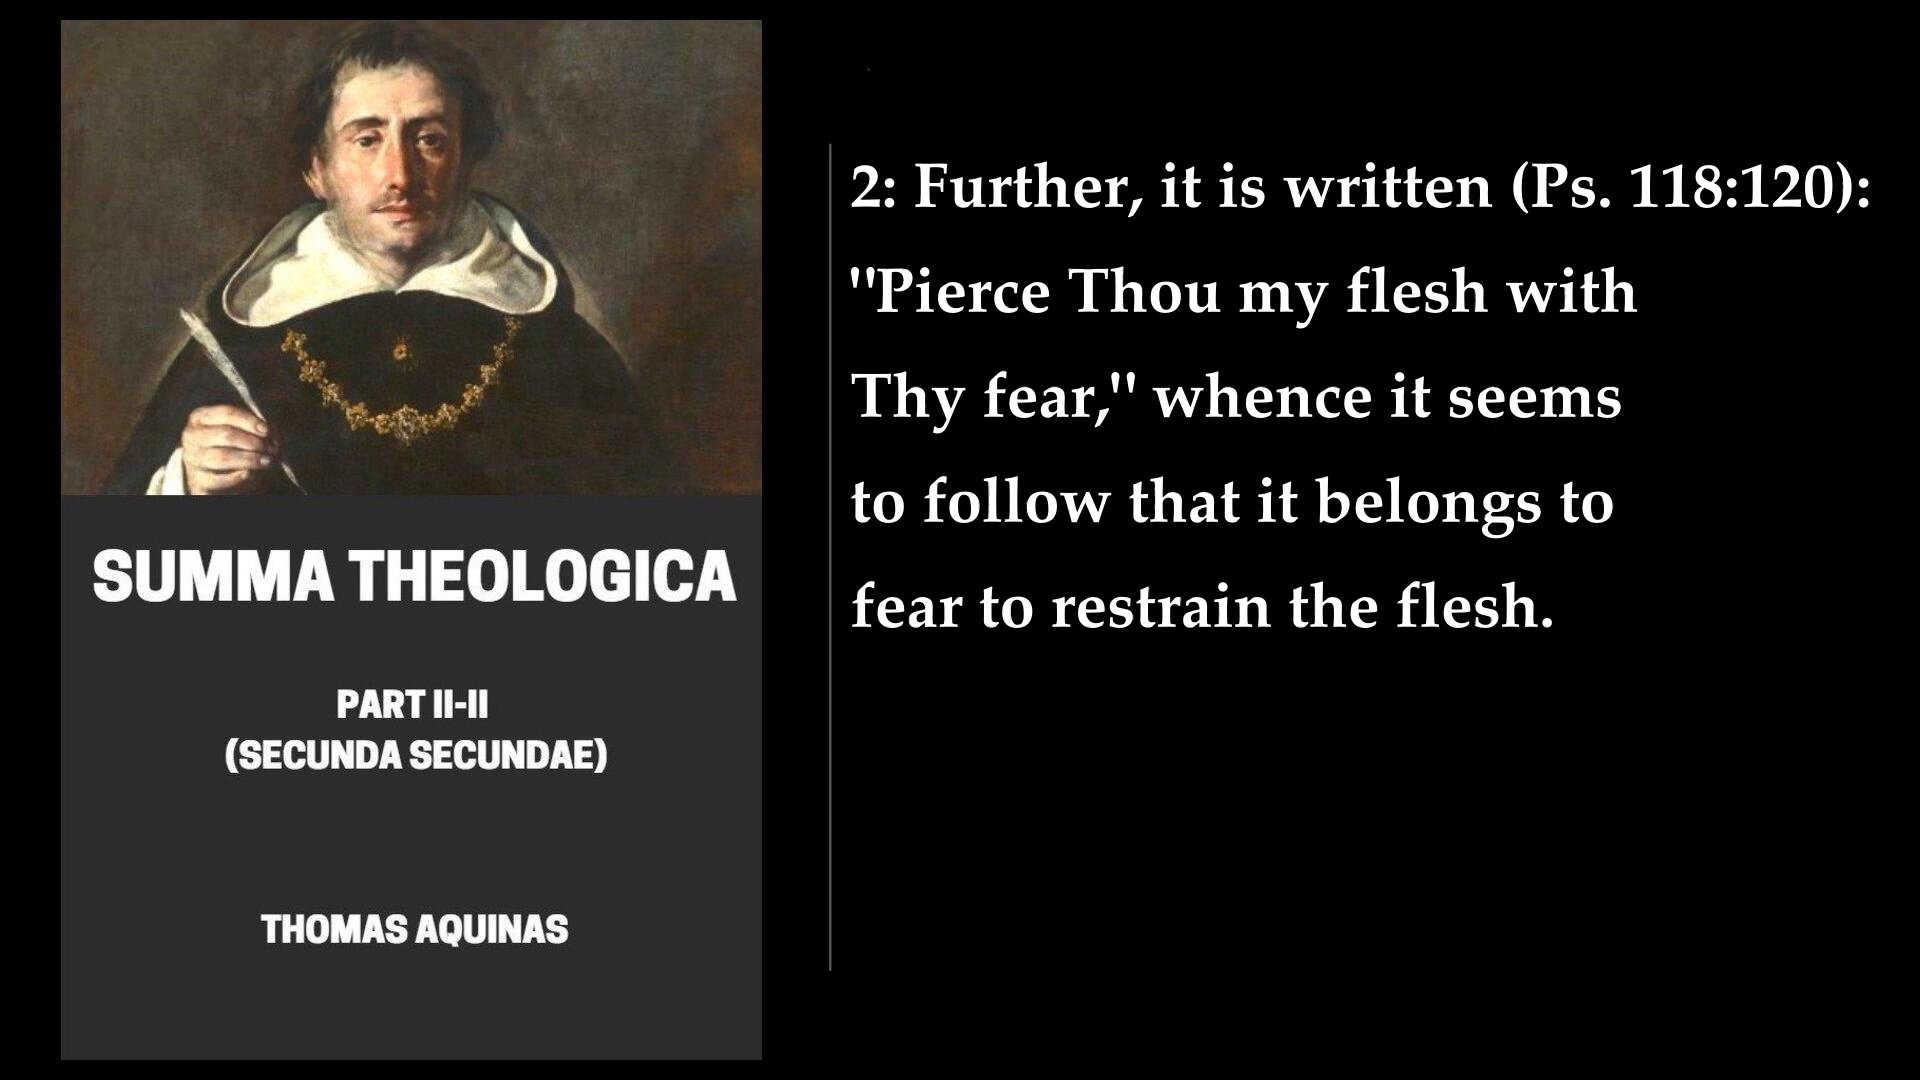 SUMMA THEOLOGICA
PART II-II
(SECUNDA SECUNDAE)
THOMAS AQUINAS
2: Further, it is written (Ps. 118:120):
"Pierce Thou my flesh with
Thy fear," whence it seems
to follow that it belongs to
fear to restrain the flesh.